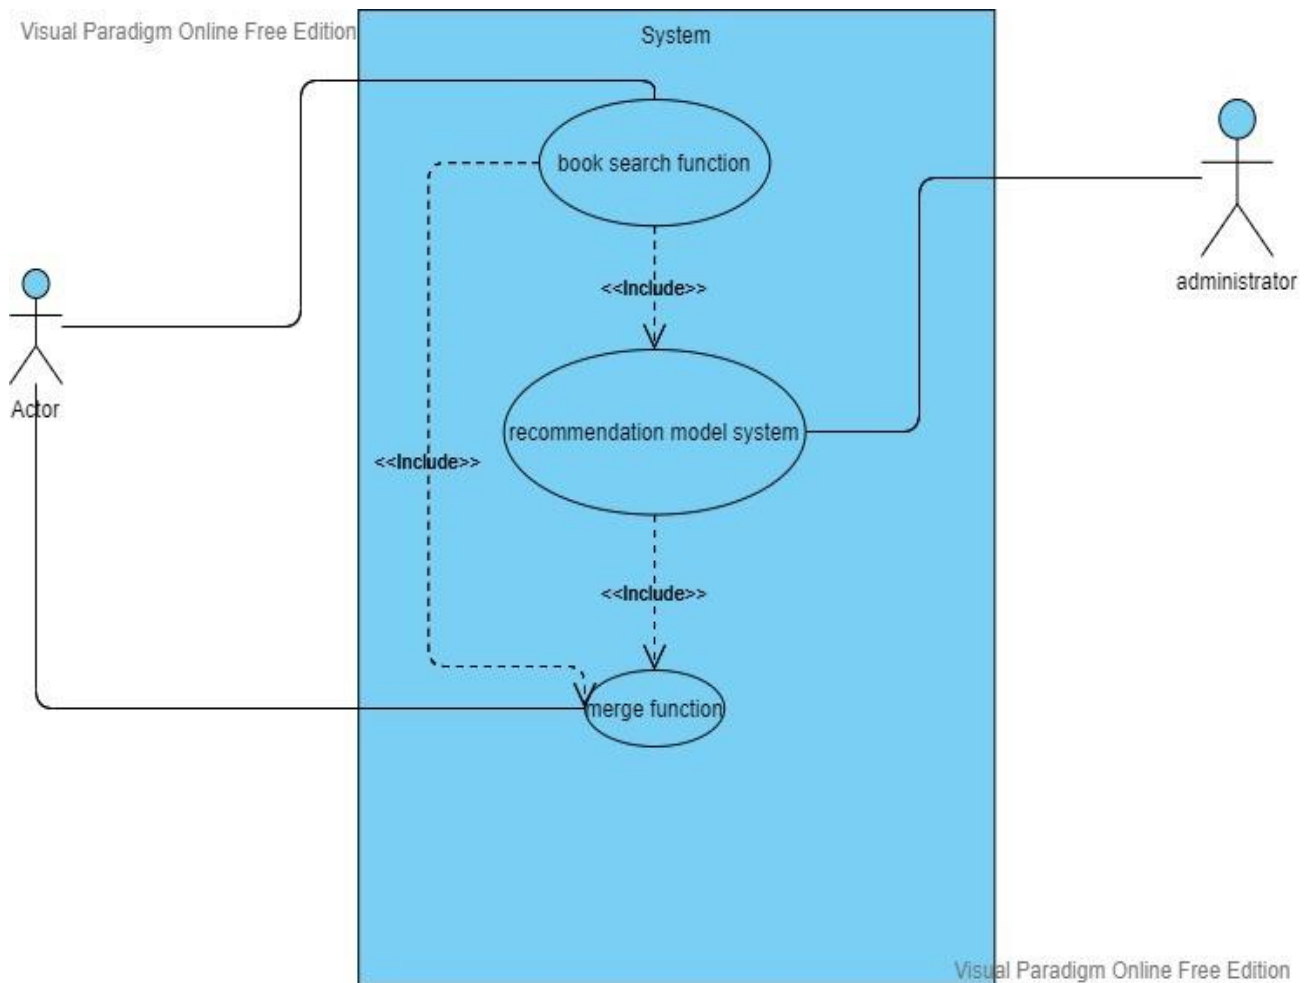 Visual Paradigm Online Free Edition
System
book search function
<<Include>>
administrator
Actor
recommendation model system
<<Include>>
<<Include>>
merge function
Visual Paradigm Online Free Edition